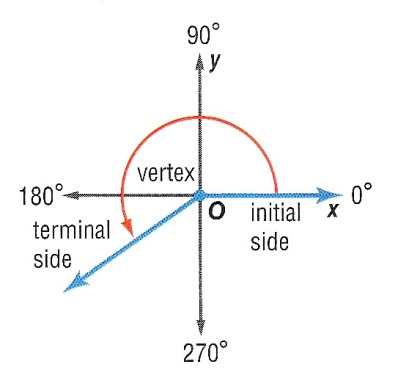 90°
y
vertex
180°
0°
O
initial
side
x
terminal
side
270°